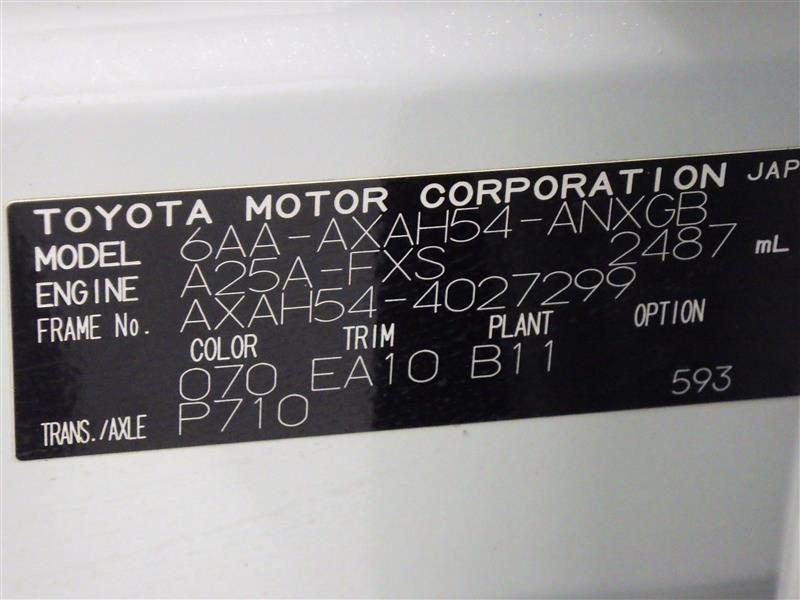 TOYOTA MOTOR CORPORATION JAP
MODEL 6AA-AXAH54-ANXGB
ENGINE A25A-FXS 2487 mL
FRAME No. AXAH54-4027299
COLOR TRIM PLANT OPTION
070 EA10 B11
TRANS./AXLE P710 593